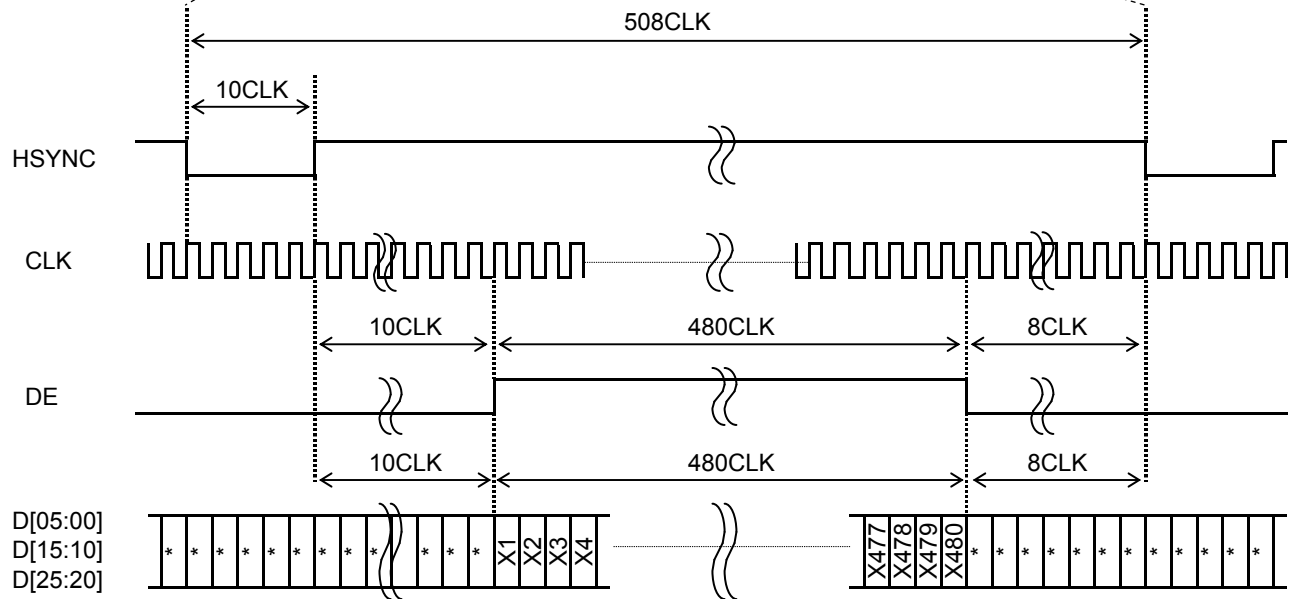 508CLK
10CLK
HSYNC
CLK
10CLK 480CLK 8CLK
DE
10CLK 480CLK 8CLK
D[05:00]
D[15:10]
D[25:20]
* * * * * * * * * * * * X1 X2 X3 X4 X477 X478 X479 X480 * * * * * * * * * * * *